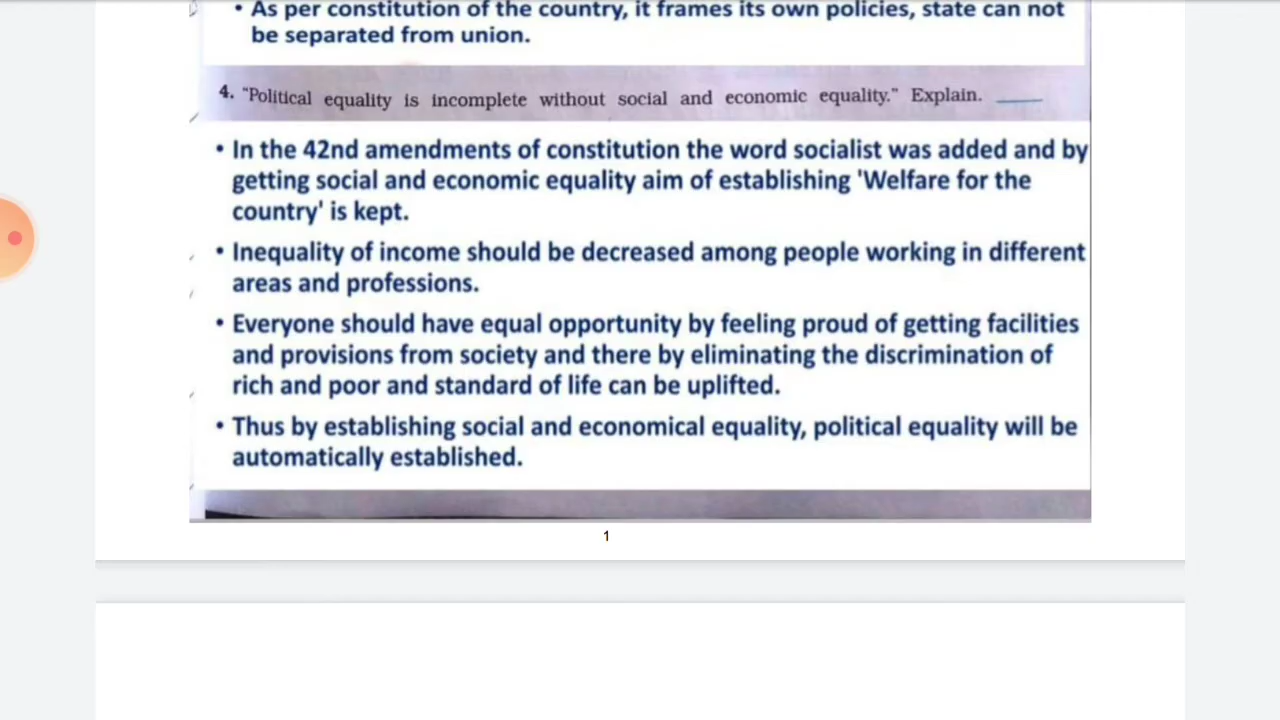 • As per constitution of the country, it frames its own policies, state can not
be separated from union.
4. "Political equality is incomplete without social and economic equality." Explain.
• In the 42nd amendments of constitution the word socialist was added and by
getting social and economic equality aim of establishing 'Welfare for the
country' is kept.
• Inequality of income should be decreased among people working in different
areas and professions.
• Everyone should have equal opportunity by feeling proud of getting facilities
and provisions from society and there by eliminating the discrimination of
rich and poor and standard of life can be uplifted.
• Thus by establishing social and economical equality, political equality will be
automatically established.
1